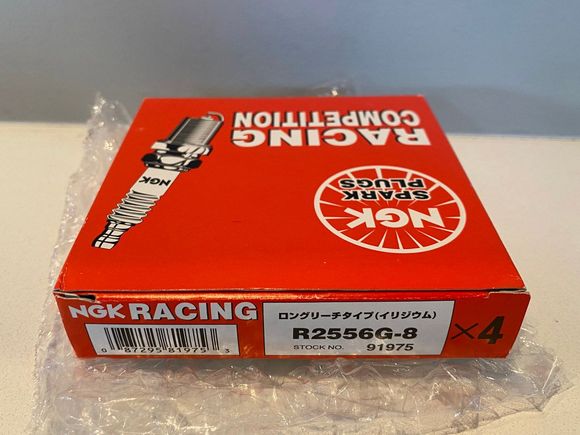 RACING
COMPETITION
NGK
NGK
SPARK
PLUGS
NGK RACING
0 87295 81975 3
ロングリーチタイプ(イリジウム)
R2556G-8
STOCK NO. 91975
×4